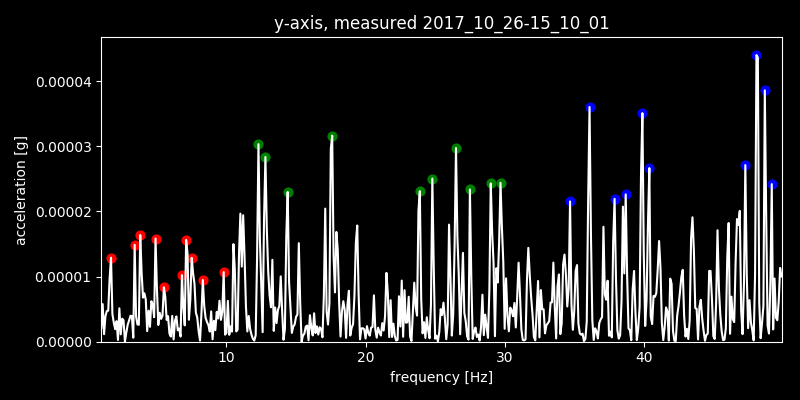 y-axis, measured 2017_10_26-15_10_01
0.00004
0.00003
0.00002
0.00001
0.00000
acceleration [g]
10 20 30 40
frequency [Hz]